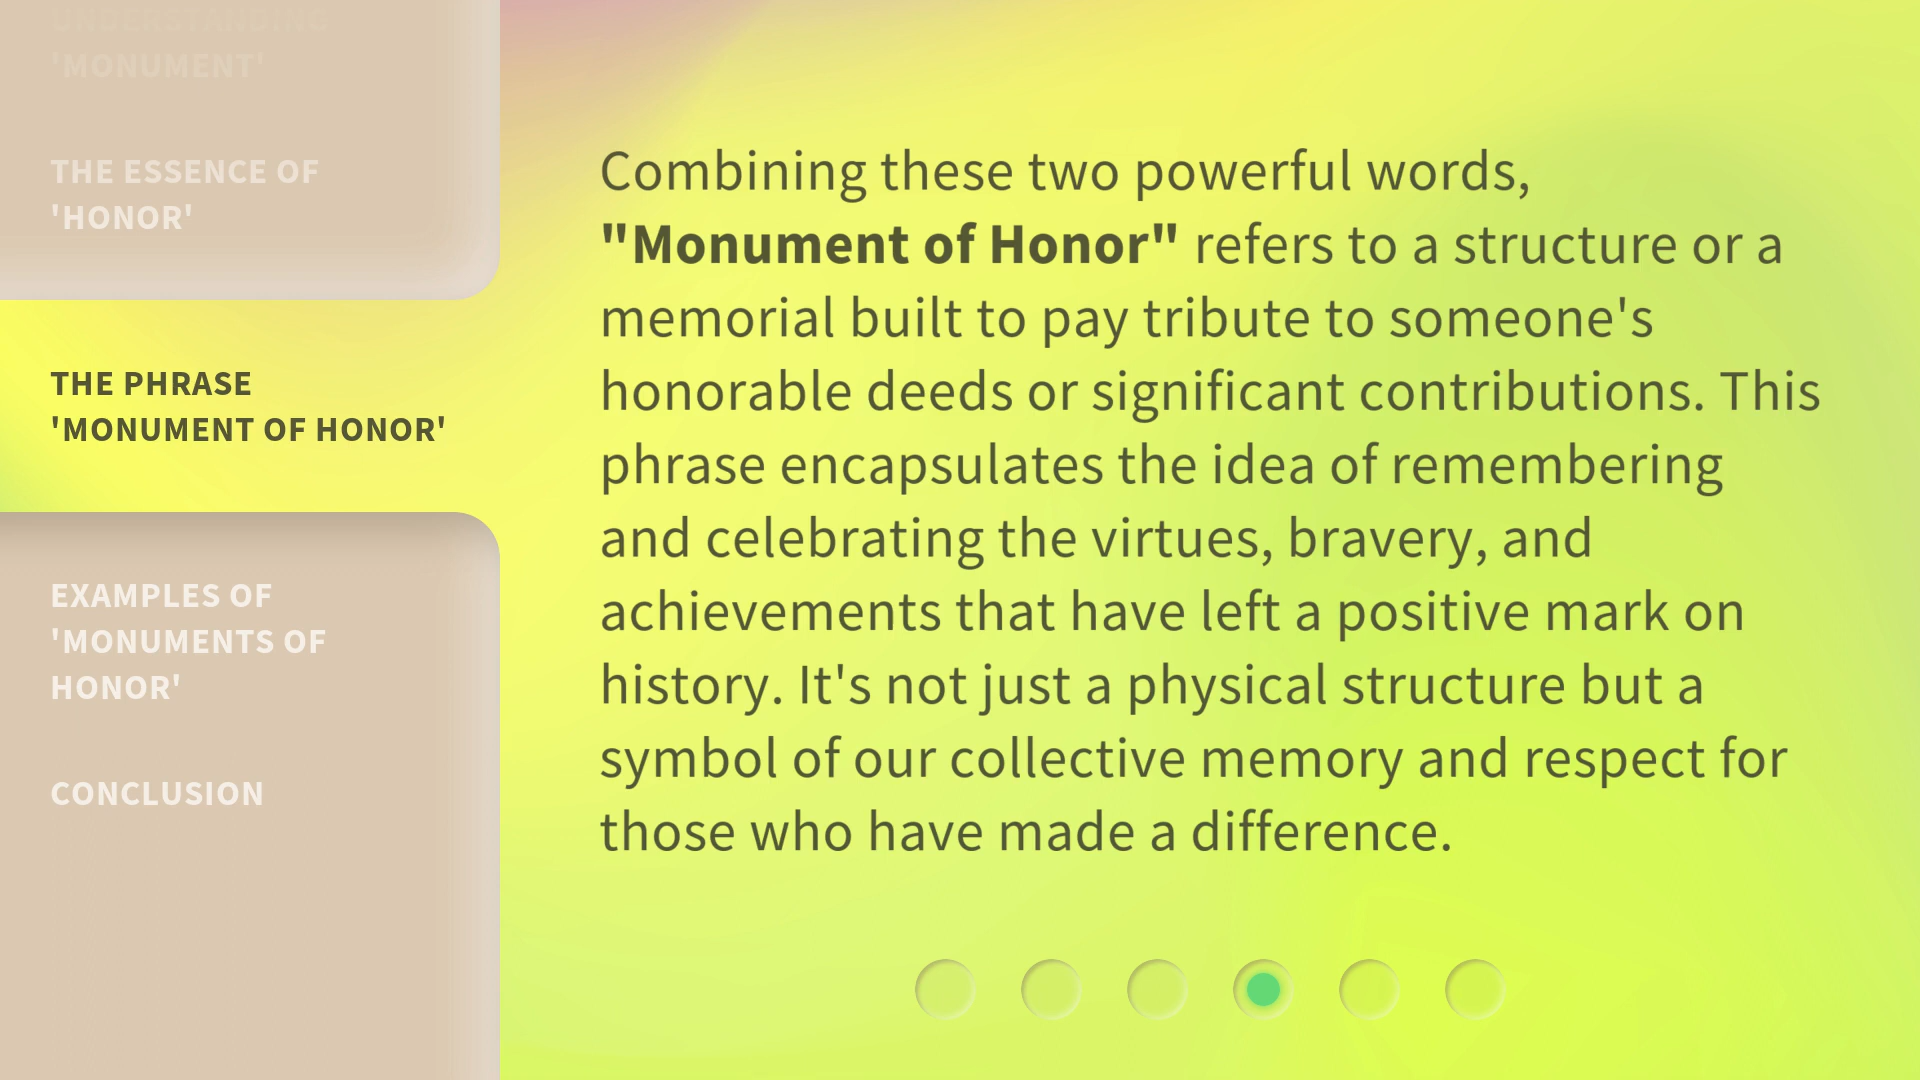 UNDERSTANDING
'MONUMENT'
THE ESSENCE OF
'HONOR'
THE PHRASE
'MONUMENT OF HONOR'
EXAMPLES OF
'MONUMENTS OF
HONOR'
CONCLUSION
Combining these two powerful words,
"Monument of Honor" refers to a structure or a
memorial built to pay tribute to someone's
honorable deeds or significant contributions. This
phrase encapsulates the idea of remembering
and celebrating the virtues, bravery, and
achievements that have left a positive mark on
history. It's not just a physical structure but a
symbol of our collective memory and respect for
those who have made a difference.